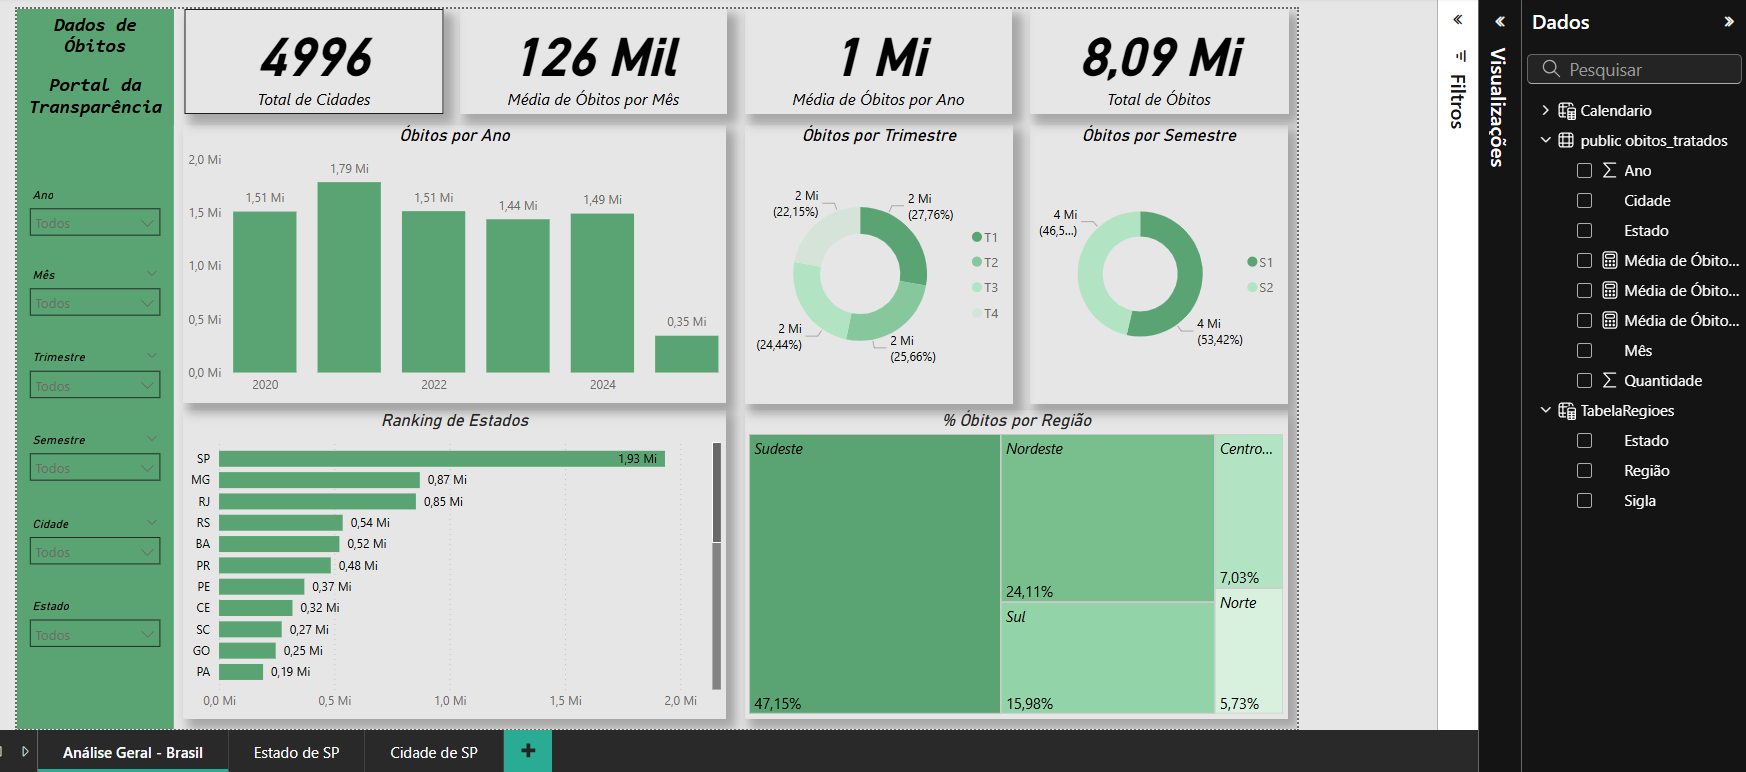 Dados de
Óbitos
Portal da
Transparência
Ano
Todos
Mês
Todos
Trimestre
Todos
Semestre
Todos
Cidade
Todos
Estado
Todos
4996
Total de Cidades
126 Mil
Média de Óbitos por Mês
1 Mi
Média de Óbitos por Ano
8,09 Mi
Total de Óbitos
Óbitos por Ano
2,0 Mi
1,5 Mi
1,0 Mi
0,5 Mi
0,0 Mi
1,51 Mi
1,79 Mi
1,51 Mi
1,44 Mi
1,49 Mi
0,35 Mi
2020
2022
2024
Óbitos por Trimestre
2 Mi
(22,15%)
2 Mi
(27,76%)
2 Mi
(24,44%)
2 Mi
(25,66%)
T1
T2
T3
T4
Óbitos por Semestre
4 Mi
(46,5...)
4 Mi
(53,42%)
S1
S2
Ranking de Estados
SP
1,93 Mi
MG
0,87 Mi
RJ
0,85 Mi
RS
0,54 Mi
BA
0,52 Mi
PR
0,48 Mi
PE
0,37 Mi
CE
0,32 Mi
SC
0,27 Mi
GO
0,25 Mi
PA
0,19 Mi
0,0 Mi
0,5 Mi
1,0 Mi
1,5 Mi
2,0 Mi
% Óbitos por Região
Sudeste
47,15%
Nordeste
24,11%
Sul
15,98%
Centro...
7,03%
Norte
5,73%
Filtros
Visualizações
Dados
Pesquisar
Calendario
public obitos_tratados
Ano
Cidade
Estado
Média de Óbito...
Média de Óbito...
Média de Óbito...
Mês
Quantidade
TabelaRegioes
Estado
Região
Sigla
Análise Geral - Brasil
Estado de SP
Cidade de SP